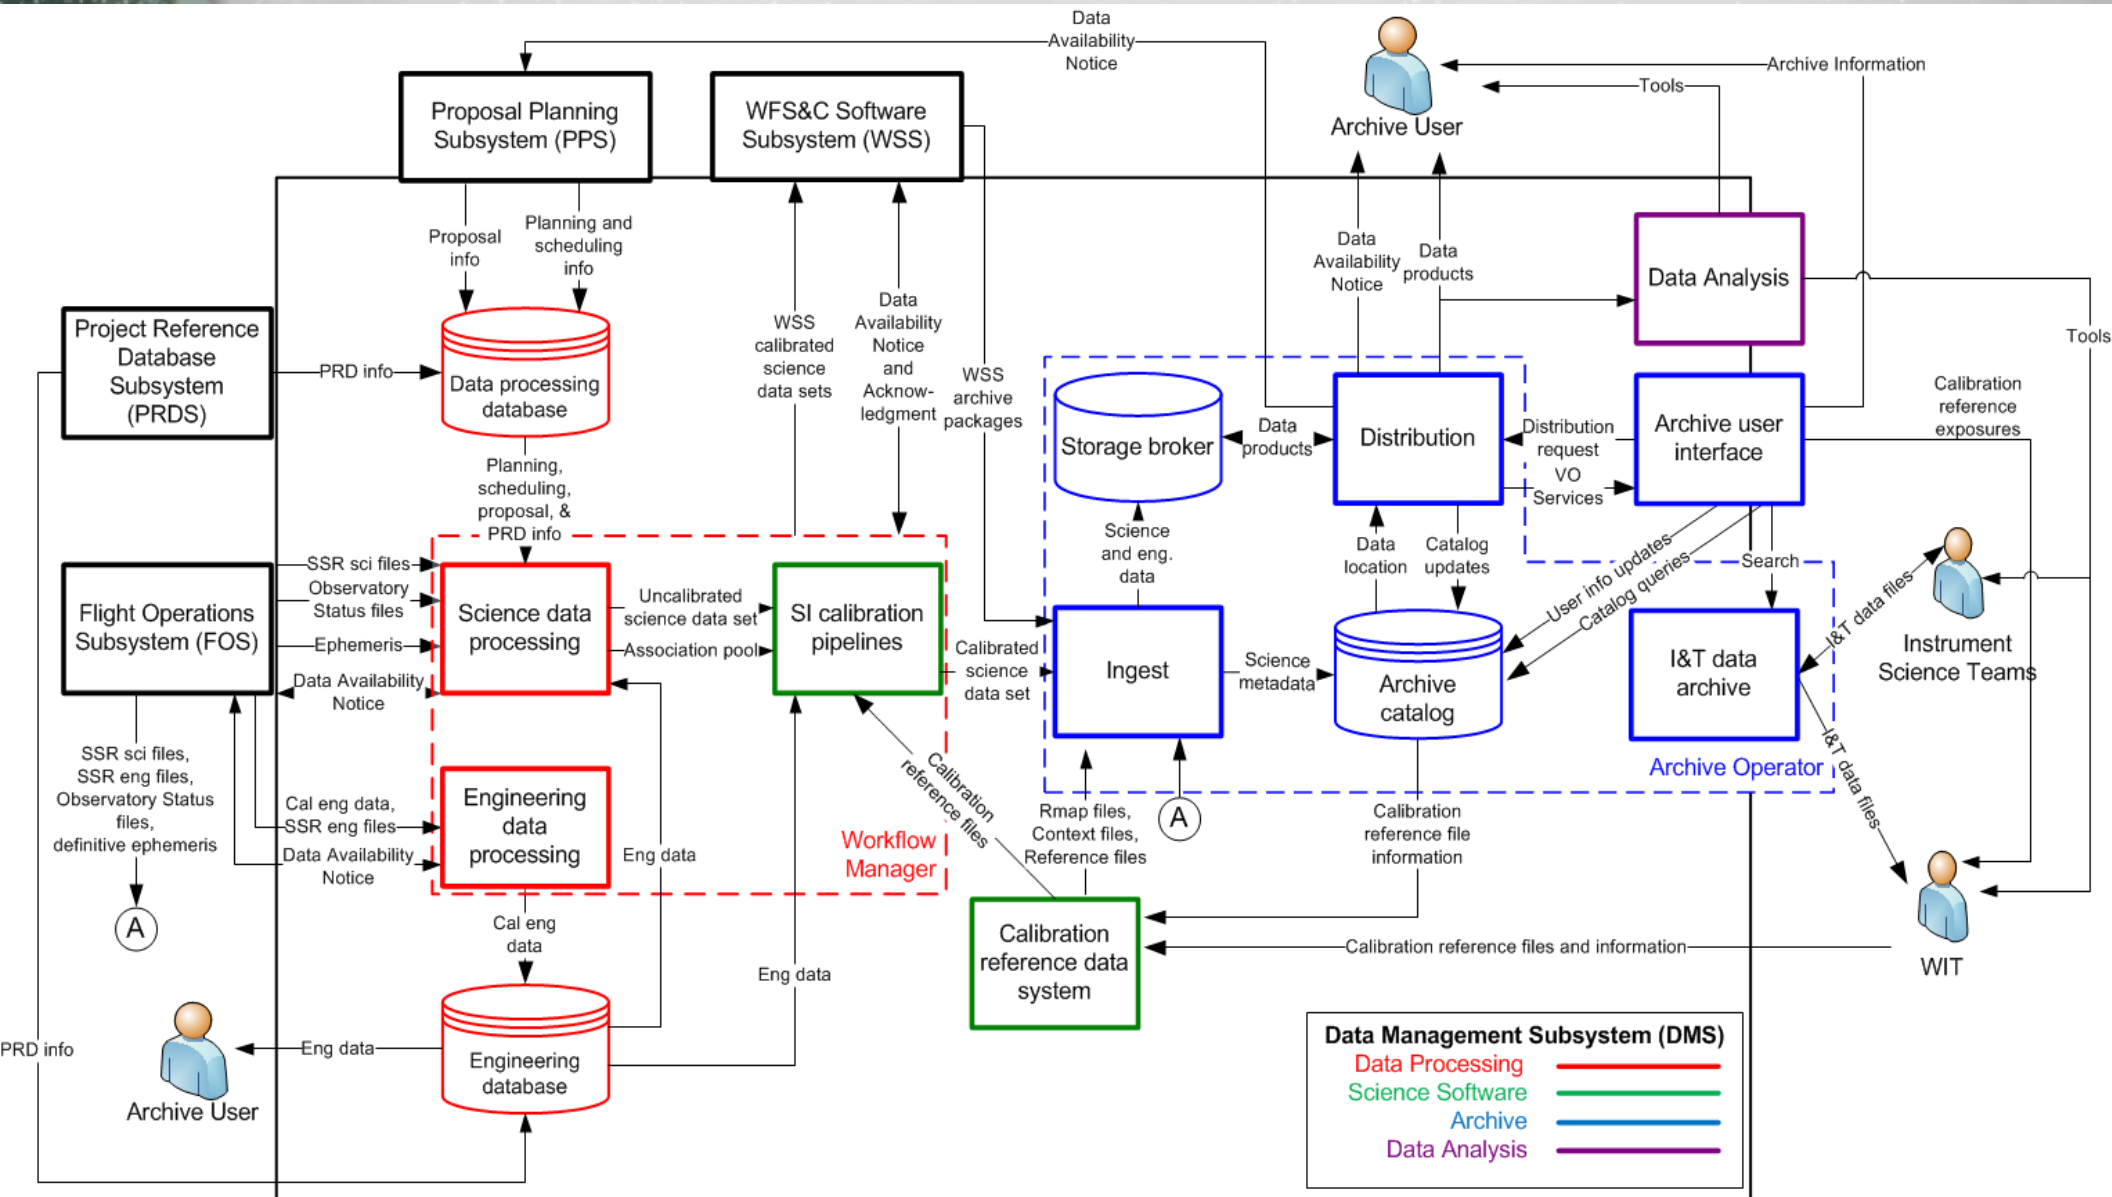 Data
Availability
Notice
Archive Information
Tools
Archive User
Proposal Planning
Subsystem (PPS)
WFS&C Software
Subsystem (WSS)
Proposal
info
Planning and
scheduling
info
Data
Availability
Notice
Data
products
Data Analysis
Tools
Project Reference
Database
Subsystem
(PRDS)
PRD info
Data processing
database
WSS
calibrated
science
data sets
Data
Availability
Notice
and
Acknow-
ledgment
WSS
archive
packages
Storage broker
Data
products
Distribution
Distribution
request
VO
Services
Archive user
interface
Calibration
reference
exposures
Planning,
scheduling,
proposal, &
PRD info
Science
and eng.
data
Data
location
Catalog
updates
User info updates
Catalog queries
Search
I&T data files
Instrument
Science Teams
Flight Operations
Subsystem (FOS)
SSR sci files
Observatory
Status files
Ephemeris
Data Availability
Notice
Science data
processing
Uncalibrated
science data set
Association pool
SI calibration
pipelines
Calibrated
science
data set
Ingest
Science
metadata
Archive
catalog
I&T data
archive
Archive Operator
I&T data files
SSR sci files,
SSR eng files,
Observatory Status
files,
definitive ephemeris
A
Cal eng data,
SSR eng files
Data Availability
Notice
Engineering
data
processing
Eng data
Workflow
Manager
Calibration
reference files
Rmap files,
Context files,
Reference files
A
Calibration
reference file
information
WIT
Cal eng
data
Eng data
Calibration
reference data
system
Calibration reference files and information
PRD info
Archive User
Eng data
Engineering
database
Data Management Subsystem (DMS)
Data Processing
Science Software
Archive
Data Analysis